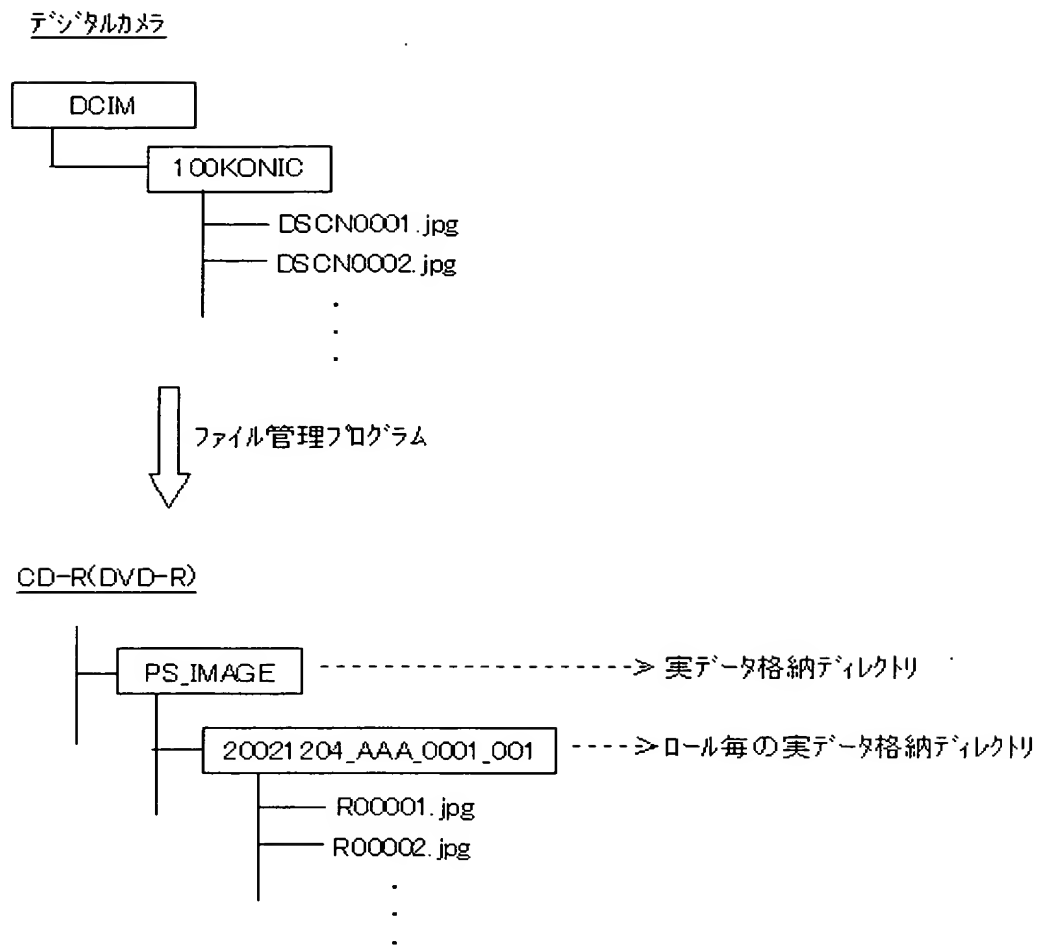 デジタルカメラ
DCIM
100KONIC
DSCN0001.jpg
DSCN0002.jpg
ファイル管理プログラム
CD-R(DVD-R)
PS_IMAGE
実データ格納ディレクトリ
20021204_AAA_0001_001
ロール毎の実データ格納ディレクトリ
R00001.jpg
R00002.jpg